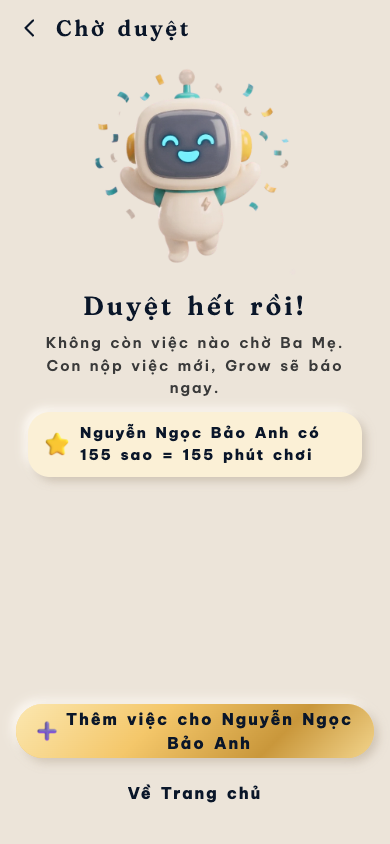 Chờ duyệt
Duyệt hết rồi!
Không còn việc nào chờ Ba Mẹ.
Con nộp việc mới, Grow sẽ báo
ngay.
Nguyễn Ngọc Bảo Anh có
155 sao = 155 phút chơi
Thêm việc cho Nguyễn Ngọc
Bảo Anh
Về Trang chủ